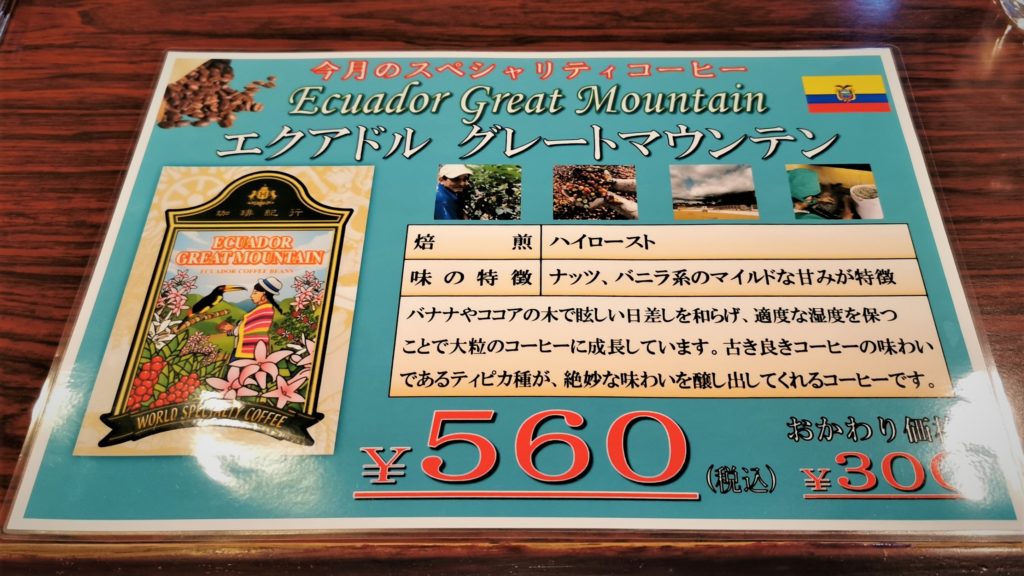 今月のスペシャリティコーヒー
Ecuador Great Mountain
エクアドル グレートマウンテン
珈琲紀行
ECUADOR
GREAT MOUNTAIN
ECUADOR COFFEE BEANS
WORLD SPECIALTY COFFEE
焙煎 ハイロースト
味の特徴 ナッツ、バニラ系のマイルドな甘みが特徴
バナナやココアの木で眩しい日差しを和らげ、適度な湿度を保つ
ことで大粒のコーヒーに成長しています。古き良きコーヒーの味わい
であるティピカ種が、絶妙な味わいを醸し出してくれるコーヒーです。
¥560(税込)
おかわり価格
¥300